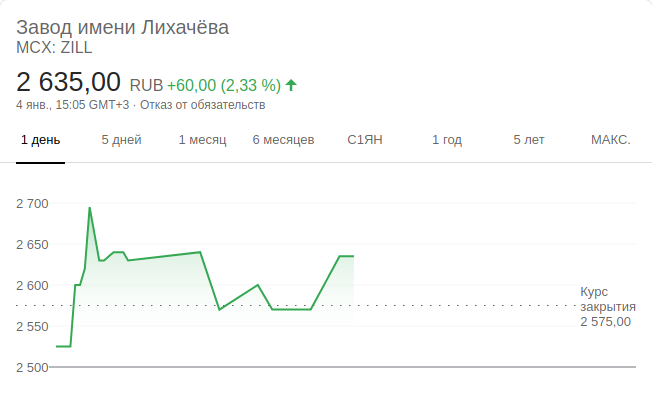 Завод имени Лихачёва
MCX: ZILL
2 635,00 RUB +60,00 (2,33 %)
4 янв., 15:05 GMT+3 · Отказ от обязательств
1 день 5 дней 1 месяц 6 месяцев С1ЯН 1 год 5 лет МАКС.
2 700
2 650
2 600
Курс
закрытия
2 575,00
2 550
2 500